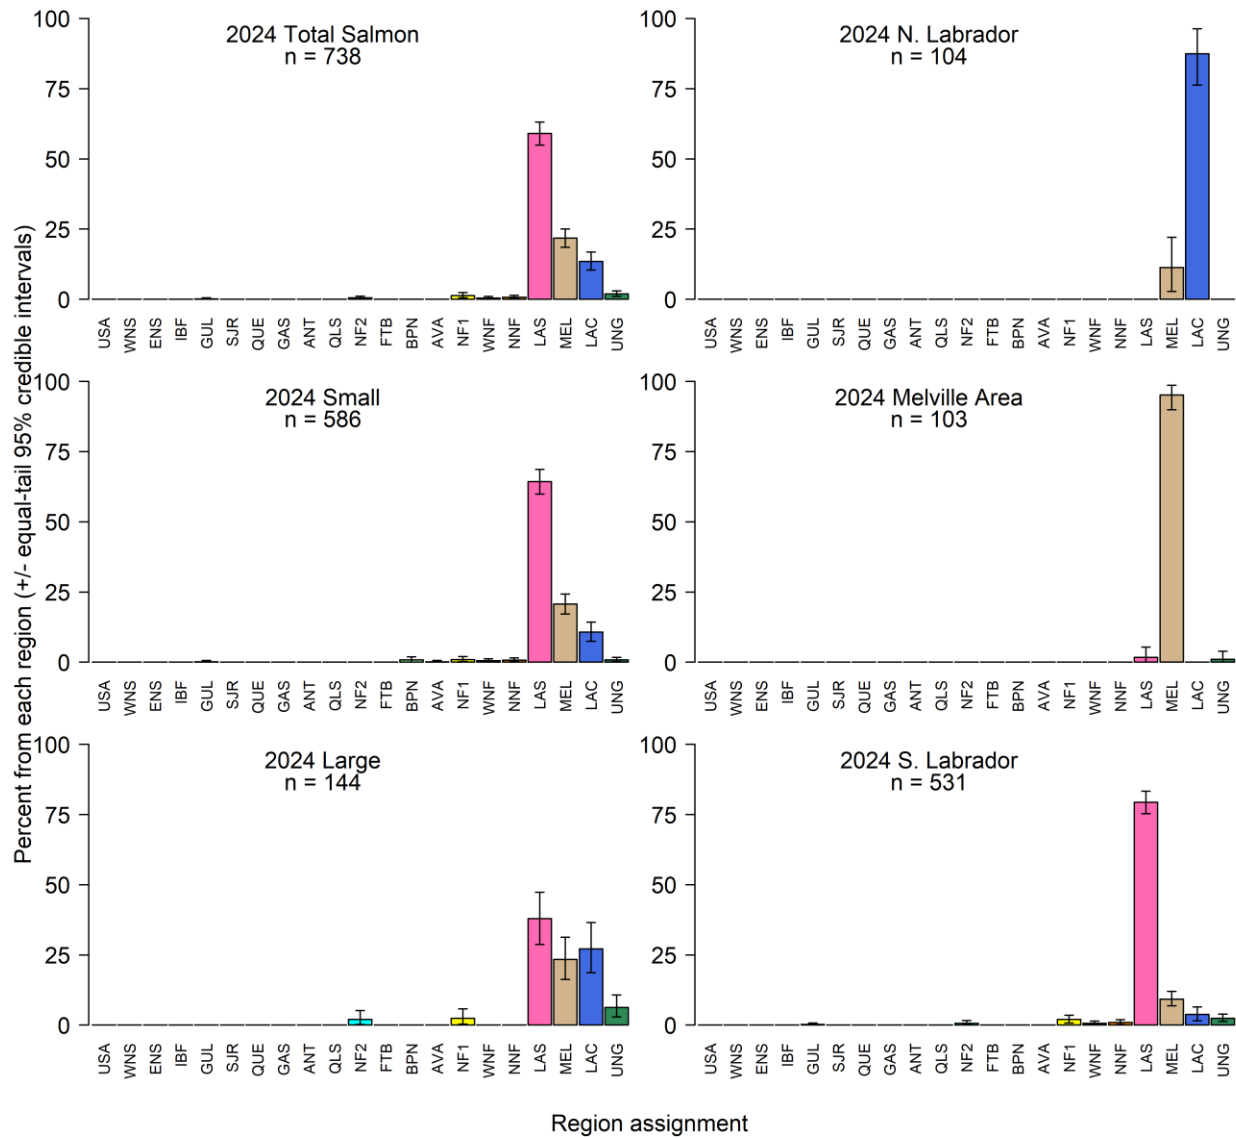 Percent from each region (+/- equal-tail 95% credible intervals)
2024 Total Salmon
n = 738
100
75
50
25
0
USA WNS ENS IBF GUL SJR QUE GAS ANT QLS NF2 FTB BPN AVA NF1 WNF NNF LAS MEL LAC UNG
2024 N. Labrador
n = 104
100
75
50
25
0
USA WNS ENS IBF GUL SJR QUE GAS ANT QLS NF2 FTB BPN AVA NF1 WNF NNF LAS MEL LAC UNG
2024 Small
n = 586
100
75
50
25
0
USA WNS ENS IBF GUL SJR QUE GAS ANT QLS NF2 FTB BPN AVA NF1 WNF NNF LAS MEL LAC UNG
2024 Melville Area
n = 103
100
75
50
25
0
USA WNS ENS IBF GUL SJR QUE GAS ANT QLS NF2 FTB BPN AVA NF1 WNF NNF LAS MEL LAC UNG
2024 Large
n = 144
100
75
50
25
0
USA WNS ENS IBF GUL SJR QUE GAS ANT QLS NF2 FTB BPN AVA NF1 WNF NNF LAS MEL LAC UNG
2024 S. Labrador
n = 531
100
75
50
25
0
USA WNS ENS IBF GUL SJR QUE GAS ANT QLS NF2 FTB BPN AVA NF1 WNF NNF LAS MEL LAC UNG
Region assignment